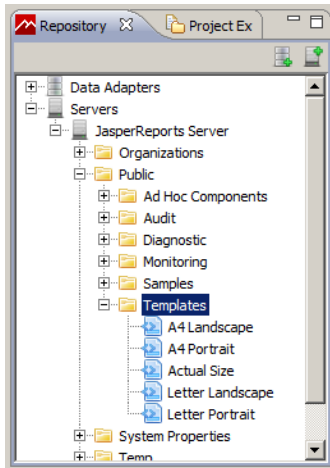 Repository Project Ex
Data Adapters
Servers
JasperReports Server
Organizations
Public
Ad Hoc Components
Audit
Diagnostic
Monitoring
Samples
Templates
A4 Landscape
A4 Portrait
Actual Size
Letter Landscape
Letter Portrait
System Properties
Temp